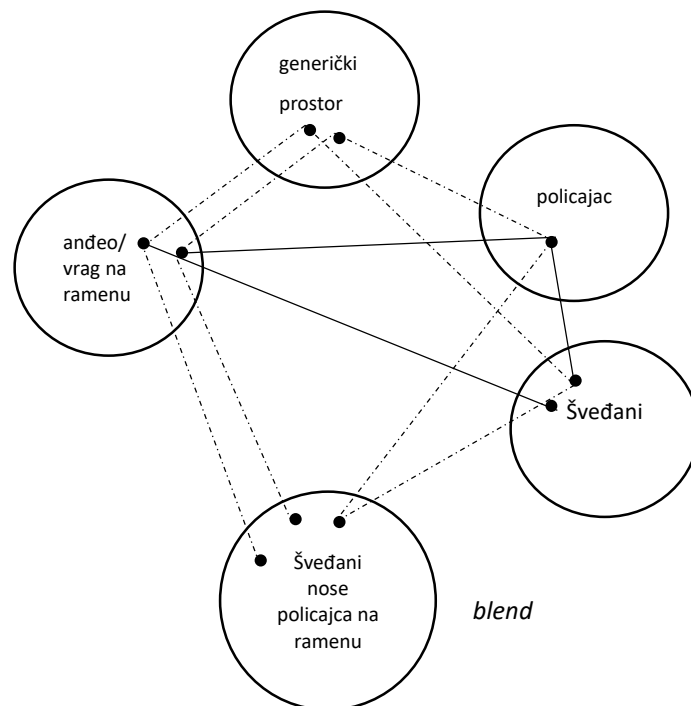 generički
prostor
policajac
anđeo/
vrag na
ramenu
Šveđani
Šveđani
nose
policajca na
ramenu
blend